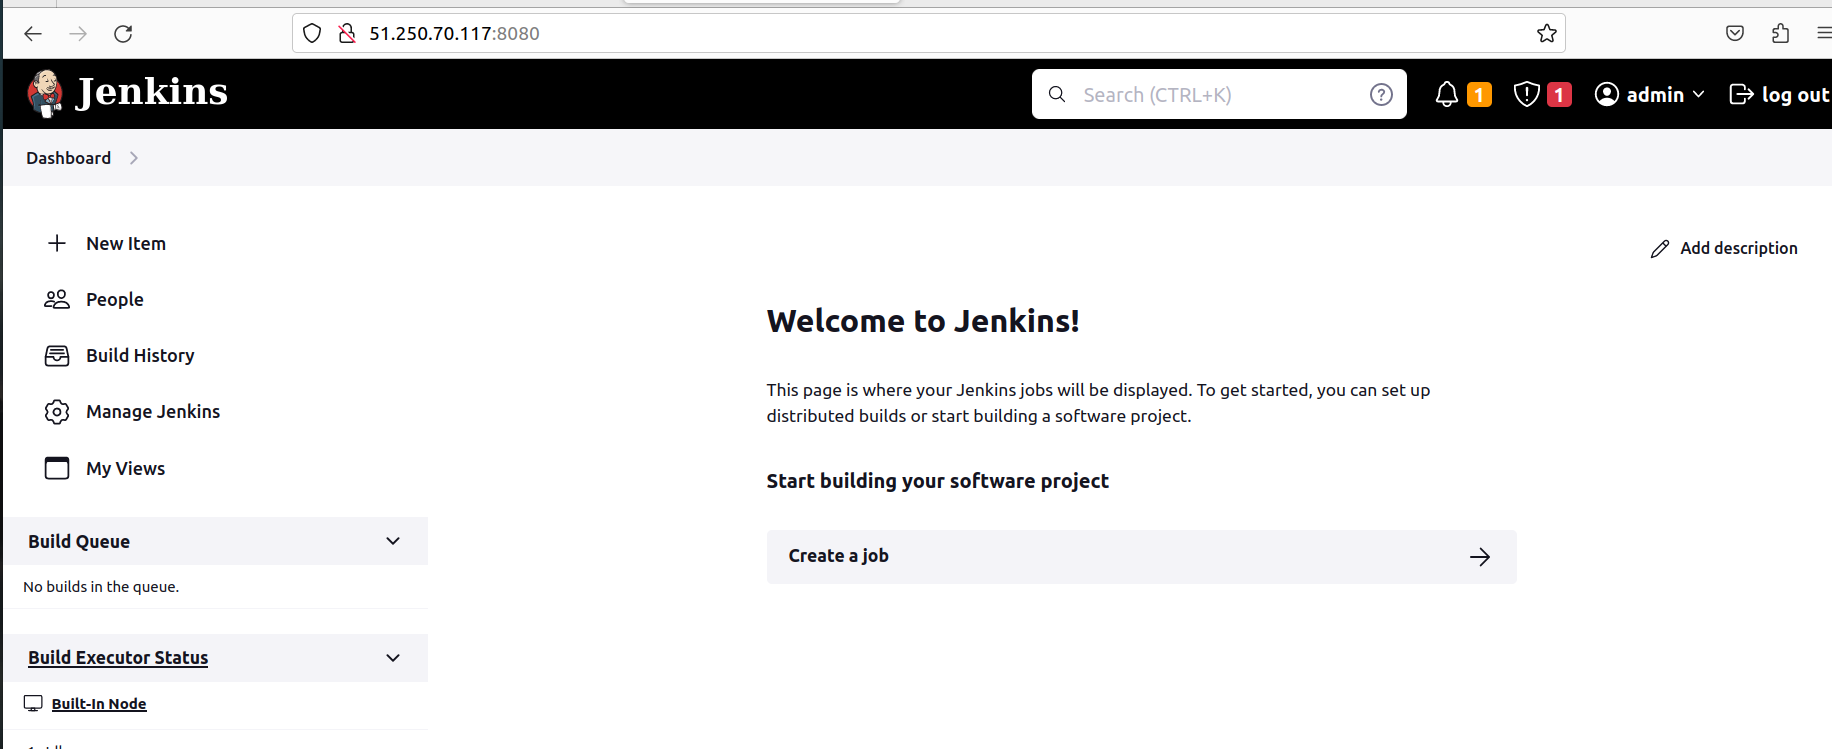 51.250.70.117:8080
Jenkins
Search (CTRL+K)
1
1
admin
log out
Dashboard
New Item
People
Build History
Manage Jenkins
My Views
Add description
Welcome to Jenkins!
This page is where your Jenkins jobs will be displayed. To get started, you can set up
distributed builds or start building a software project.
Start building your software project
Create a job
Build Queue
No builds in the queue.
Build Executor Status
Built-In Node